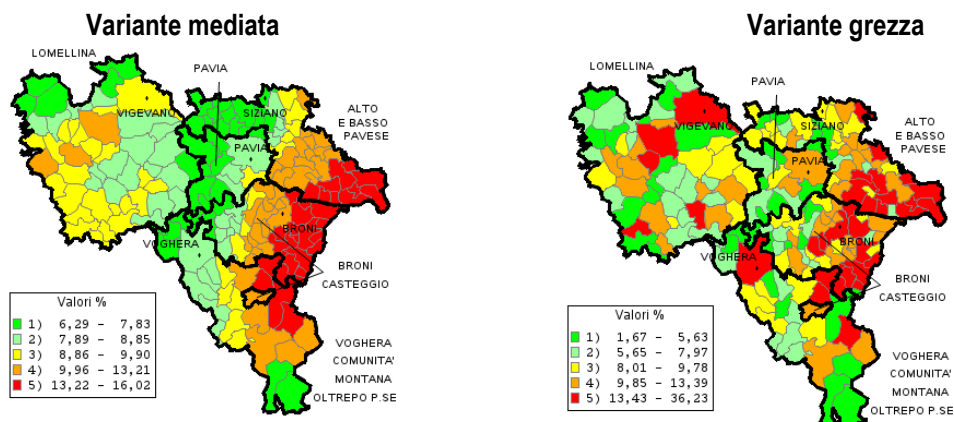 Variante mediata
LOMELLINA
PAVIA
VIGEVANO
SIZIANO
ALTO
E BASSO
PAVESE
PAVIA
VOGHERA
BRONI
BRONI
CASTEGGIO
Valori %
1) 6,29 - 7,83
2) 7,89 - 8,85
3) 8,86 - 9,90
4) 9,96 - 13,21
5) 13,22 - 16,02
VOGHERA
COMUNITA'
MONTANA
OLTREPO P.SE
Variante grezza
LOMELLINA
PAVIA
VIGEVANO
SIZIANO
ALTO
E BASSO
PAVESE
PAVIA
VOGHERA
BRONI
BRONI
CASTEGGIO
Valori %
1) 1,67 - 5,63
2) 5,65 - 7,97
3) 8,01 - 9,78
4) 9,85 - 13,39
5) 13,43 - 36,23
VOGHERA
COMUNITA'
MONTANA
OLTREPO P.SE